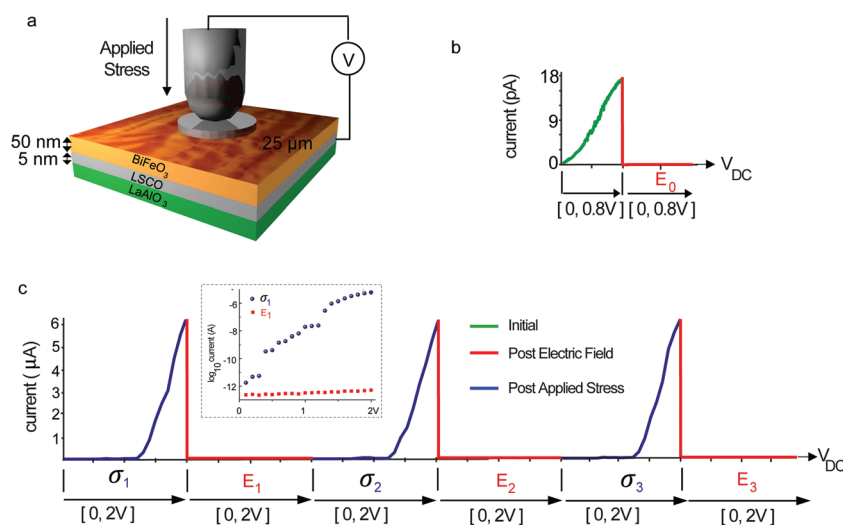 a
Applied
Stress
V
50 nm
5 nm
25 μm
BiFeO3
LSCO
LaAlO3
b
current (pA)
18
0
E0
VDC
[ 0, 0.8V]
[ 0, 0.8V]
c
current ( μA)
6
5
4
3
2
1
log10 current (A)
-
-6
-8
-10
-12
σ1
E1
0
1
2V
Initial
Post Electric Field
Post Applied Stress
VDC
σ1
E1
σ2
E2
σ3
E3
[ 0, 2V]
[ 0, 2V]
[ 0, 2V]
[ 0, 2V]
[ 0, 2V]
[ 0, 2V]